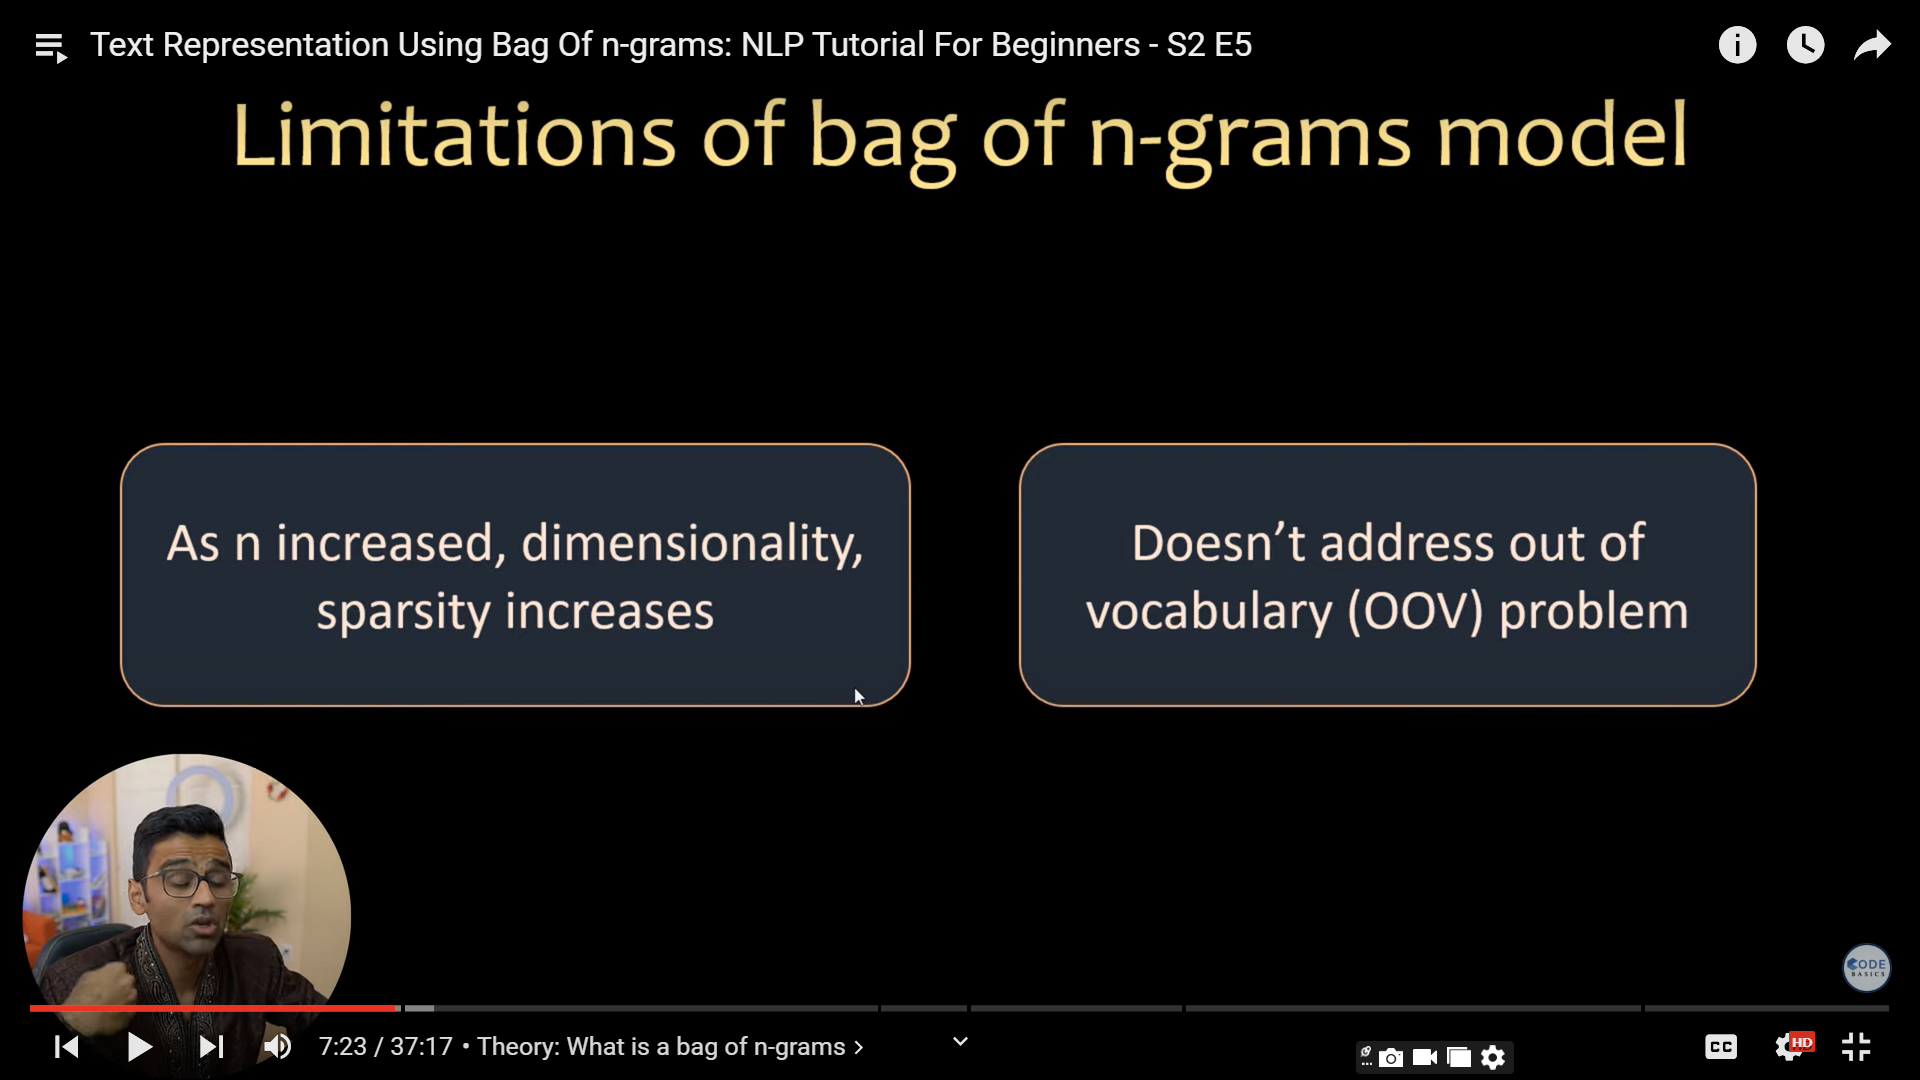 Text Representation Using Bag Of n-grams: NLP Tutorial For Beginners - S2 E5
Limitations of bag of n-grams model
As n increased, dimensionality,
sparsity increases
Doesn’t address out of
vocabulary (OOV) problem
CODE
BASICS
7:23 / 37:17 • Theory: What is a bag of n-grams
CC
HD